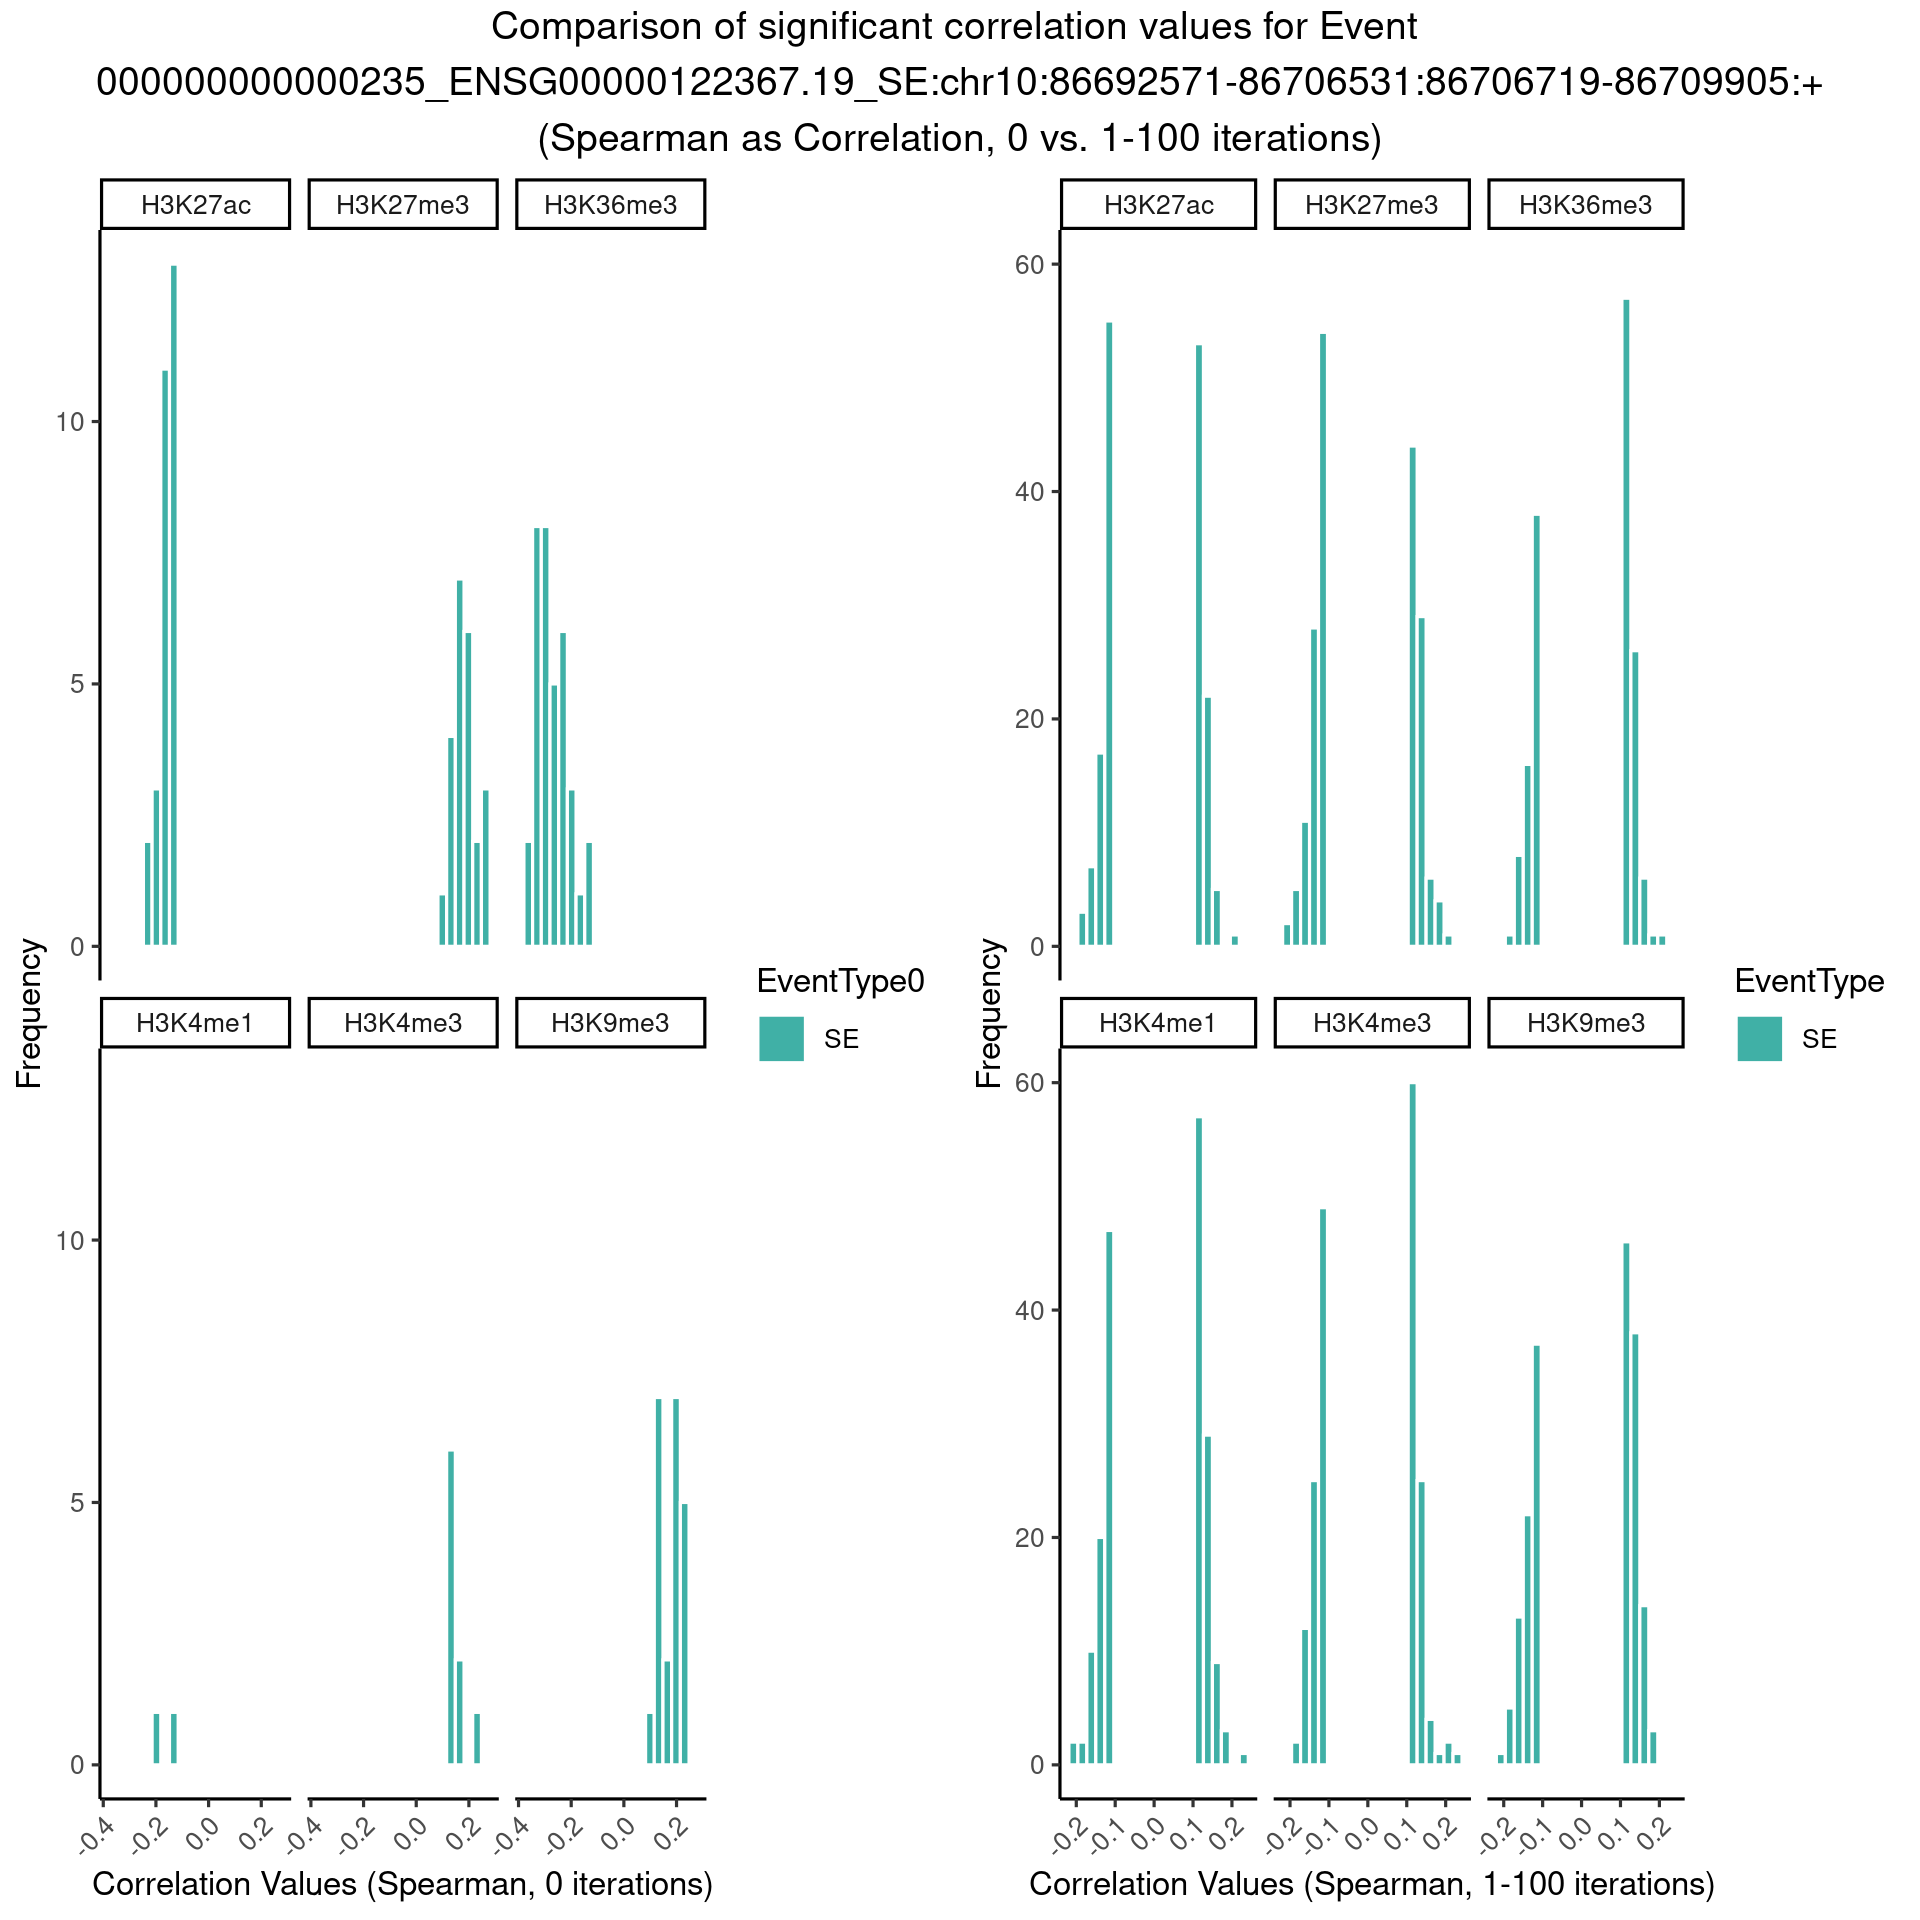 Comparison of significant correlation values for Event
000000000000235_ENSG00000122367.19_SE:chr10:86692571-86706531:86706719-86709905:+
(Spearman as Correlation, 0 vs. 1-100 iterations)
H3K27ac H3K27me3 H3K36me3
10
5
0
Frequency
H3K4me1 H3K4me3 H3K9me3
10
5
0
-0.4 -0.2 0.0 0.2 -0.4 -0.2 0.0 0.2 -0.4 -0.2 0.0 0.2
Correlation Values (Spearman, 0 iterations)
EventType0
SE
H3K27ac H3K27me3 H3K36me3
60
40
20
0
Frequency
H3K4me1 H3K4me3 H3K9me3
60
40
20
0
-0.2 -0.1 0.0 0.1 0.2 -0.2 -0.1 0.0 0.1 0.2 -0.2 -0.1 0.0 0.1 0.2
Correlation Values (Spearman, 1-100 iterations)
EventType
SE